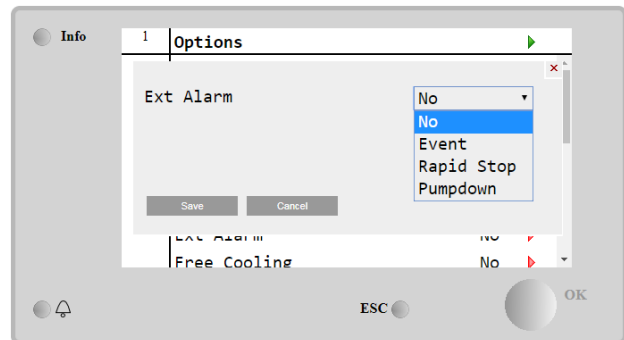 Info
1
Options
×
Ext Alarm
No
No
Event
Rapid Stop
Pumpdown
Save
Cancel
Ext Alarm No
Free Cooling No
ESC
OK